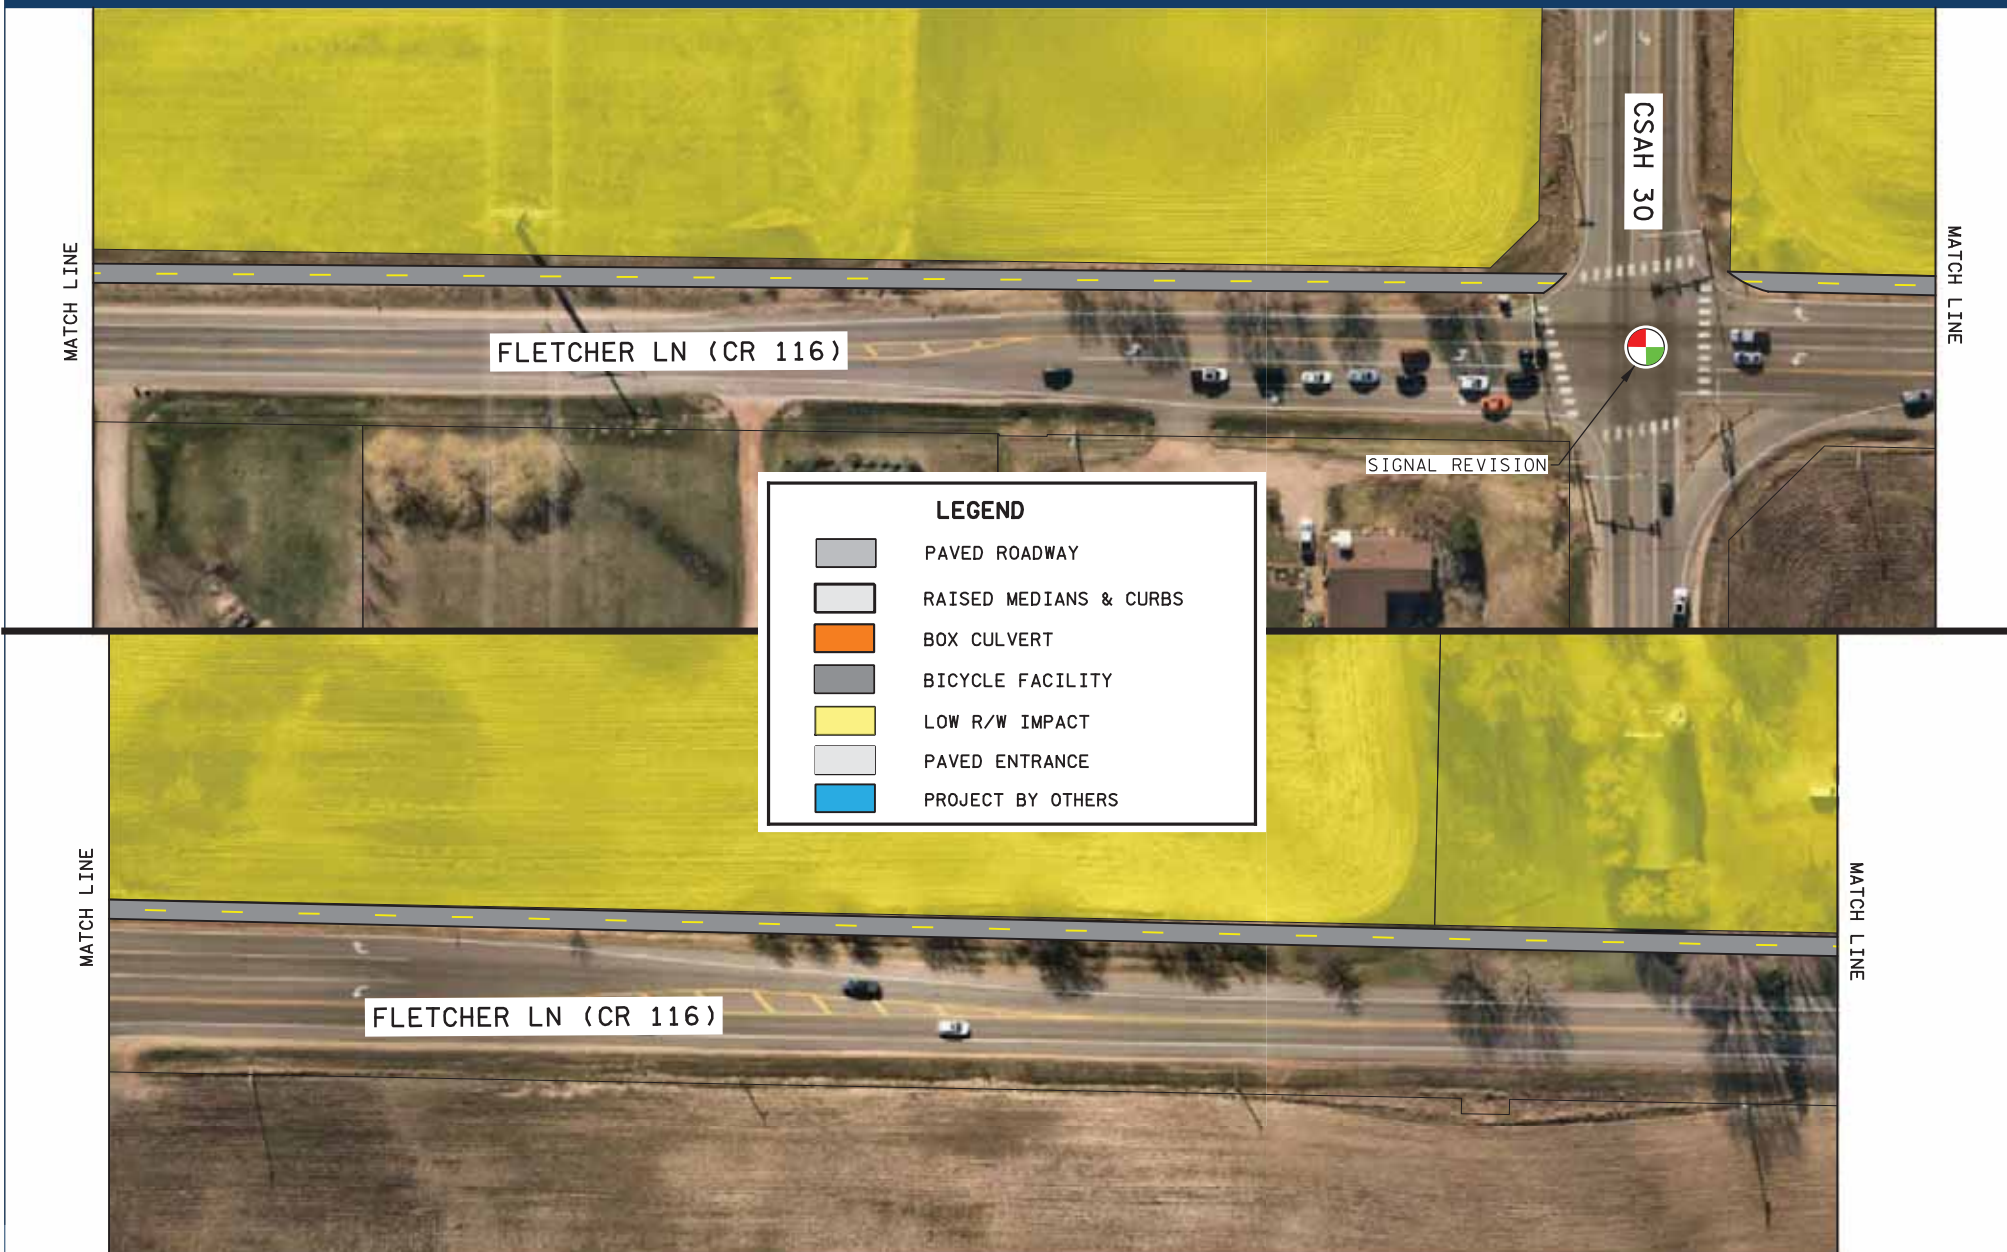 CSAH 30
MATCH LINE
MATCH LINE
FLETCHER LN (CR 116)
SIGNAL REVISION
LEGEND
PAVED ROADWAY
RAISED MEDIANS & CURBS
BOX CULVERT
BICYCLE FACILITY
LOW R/W IMPACT
PAVED ENTRANCE
PROJECT BY OTHERS
MATCH LINE
MATCH LINE
FLETCHER LN (CR 116)